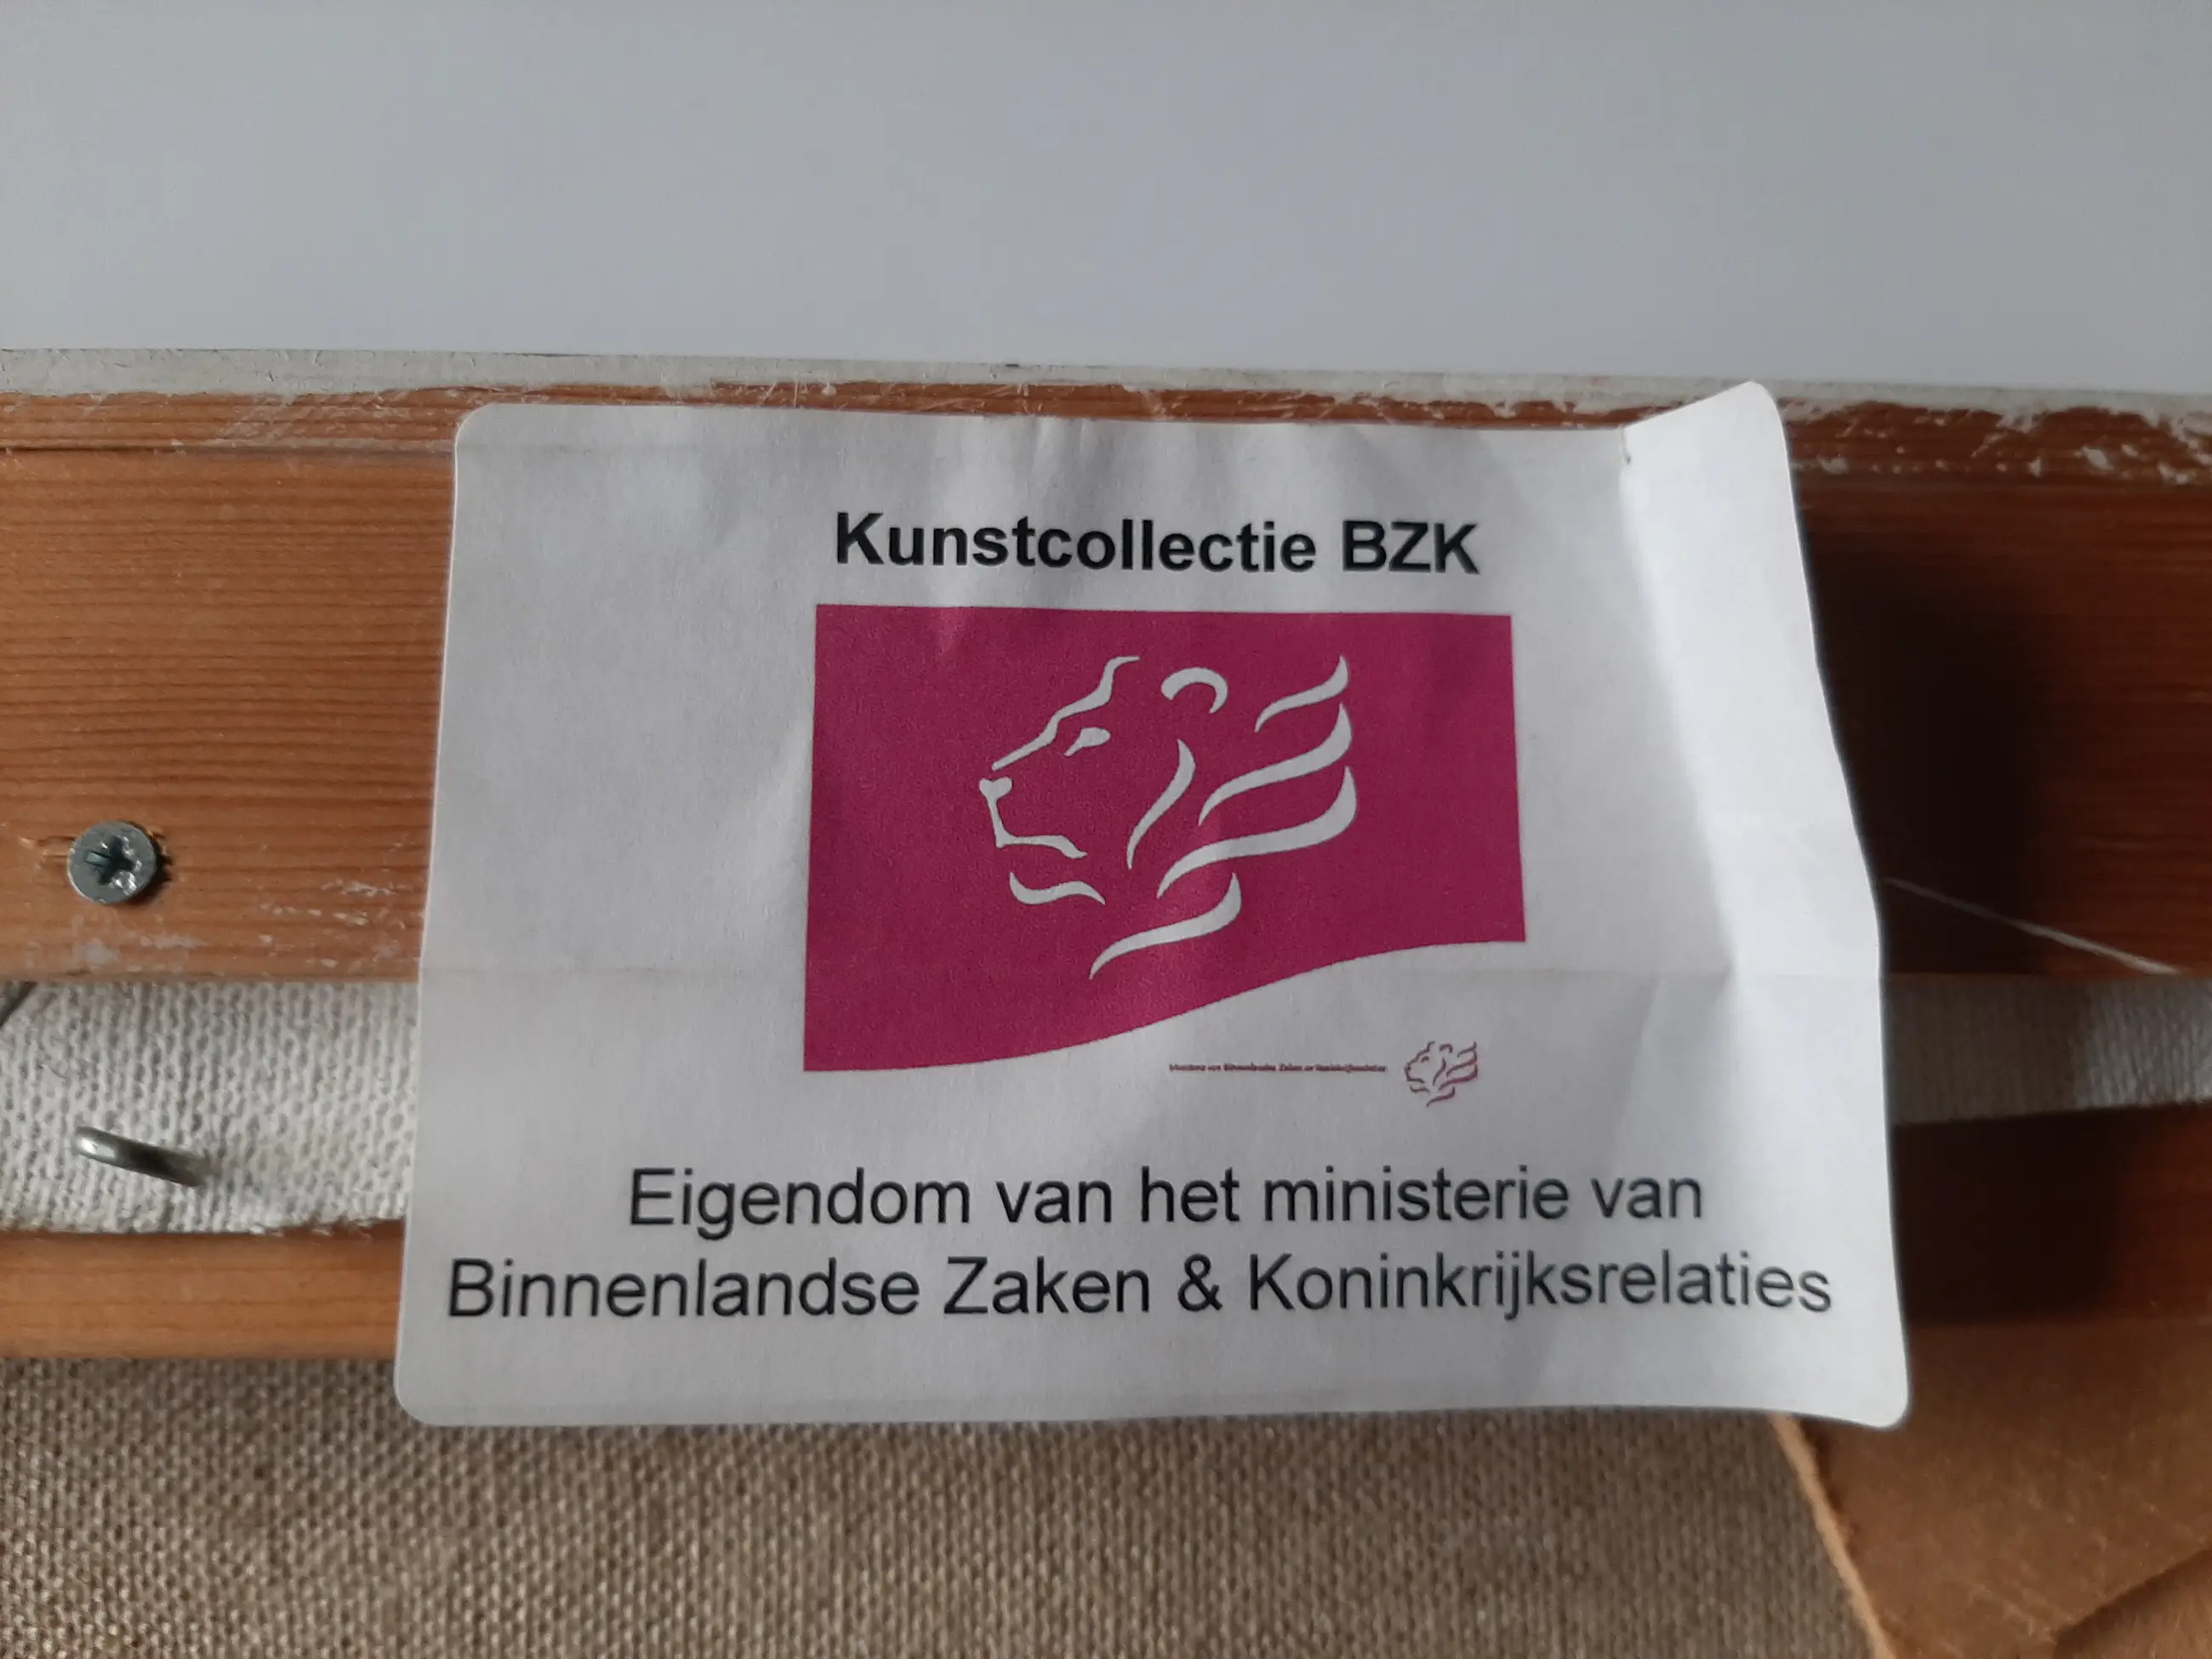 Kunstcollectie BZK
Eigendom van het ministerie van
Binnenlandse Zaken & Koninkrijksrelaties